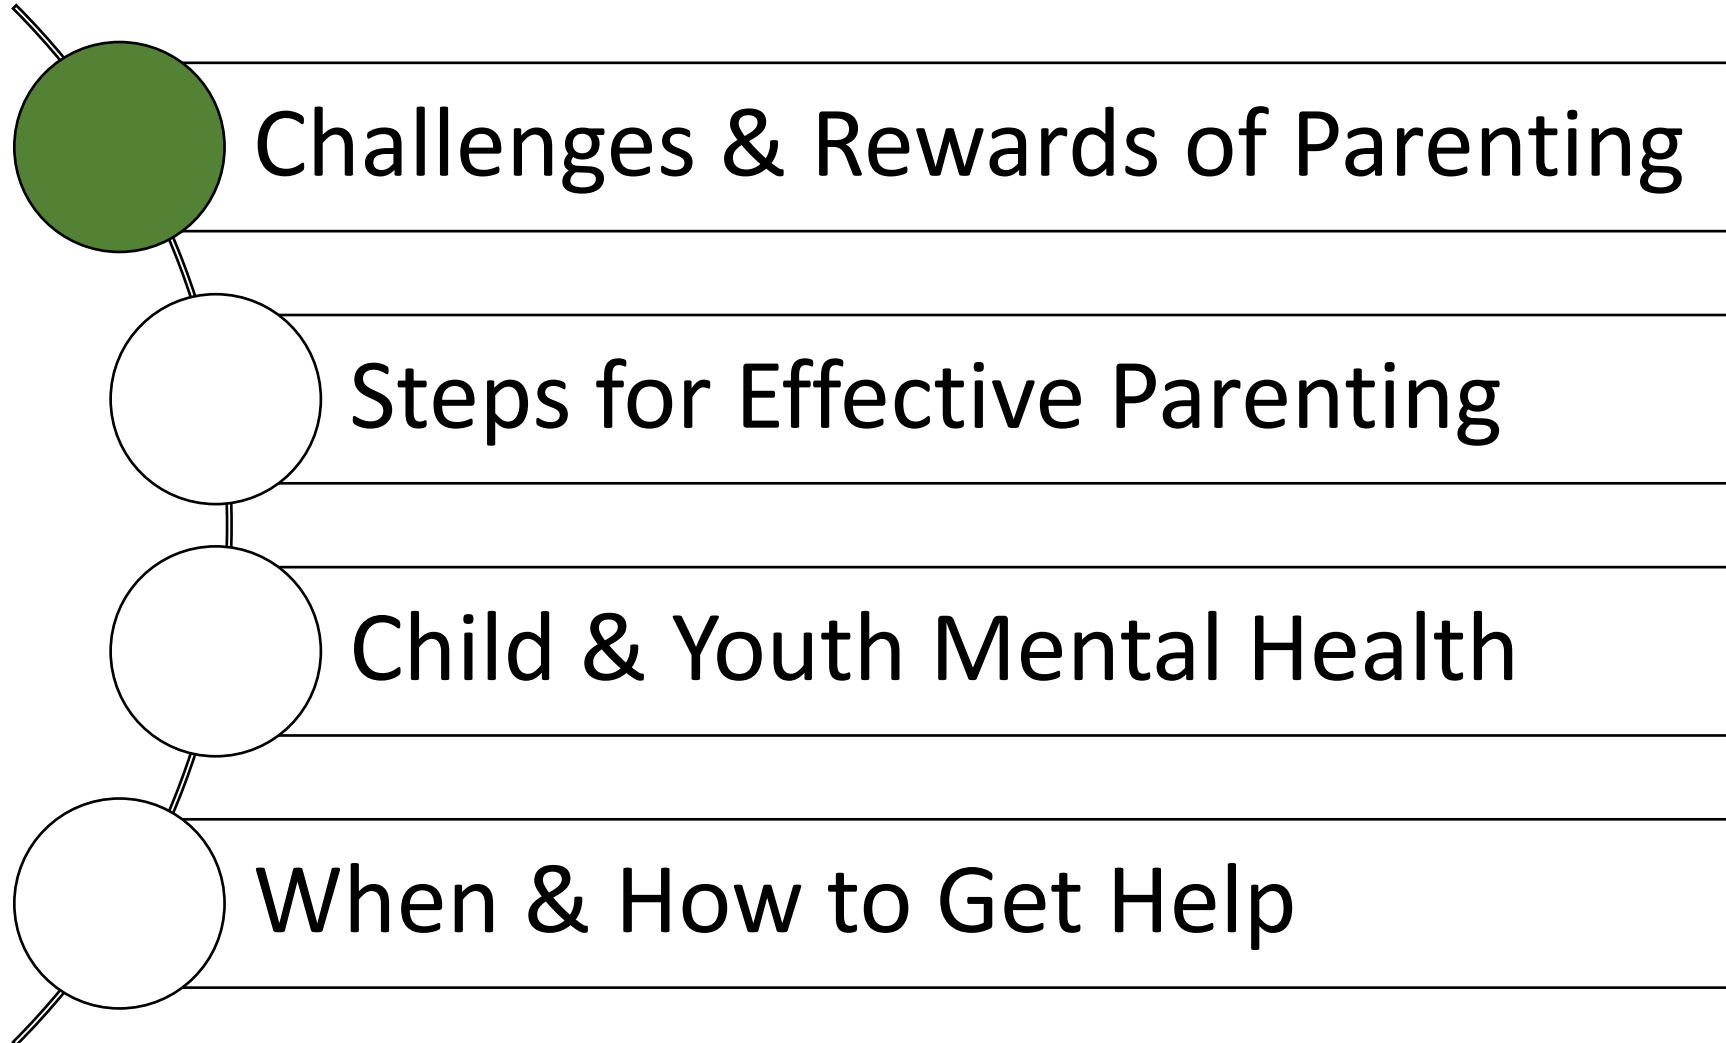 Challenges & Rewards of Parenting
Steps for Effective Parenting
Child & Youth Mental Health
When & How to Get Help